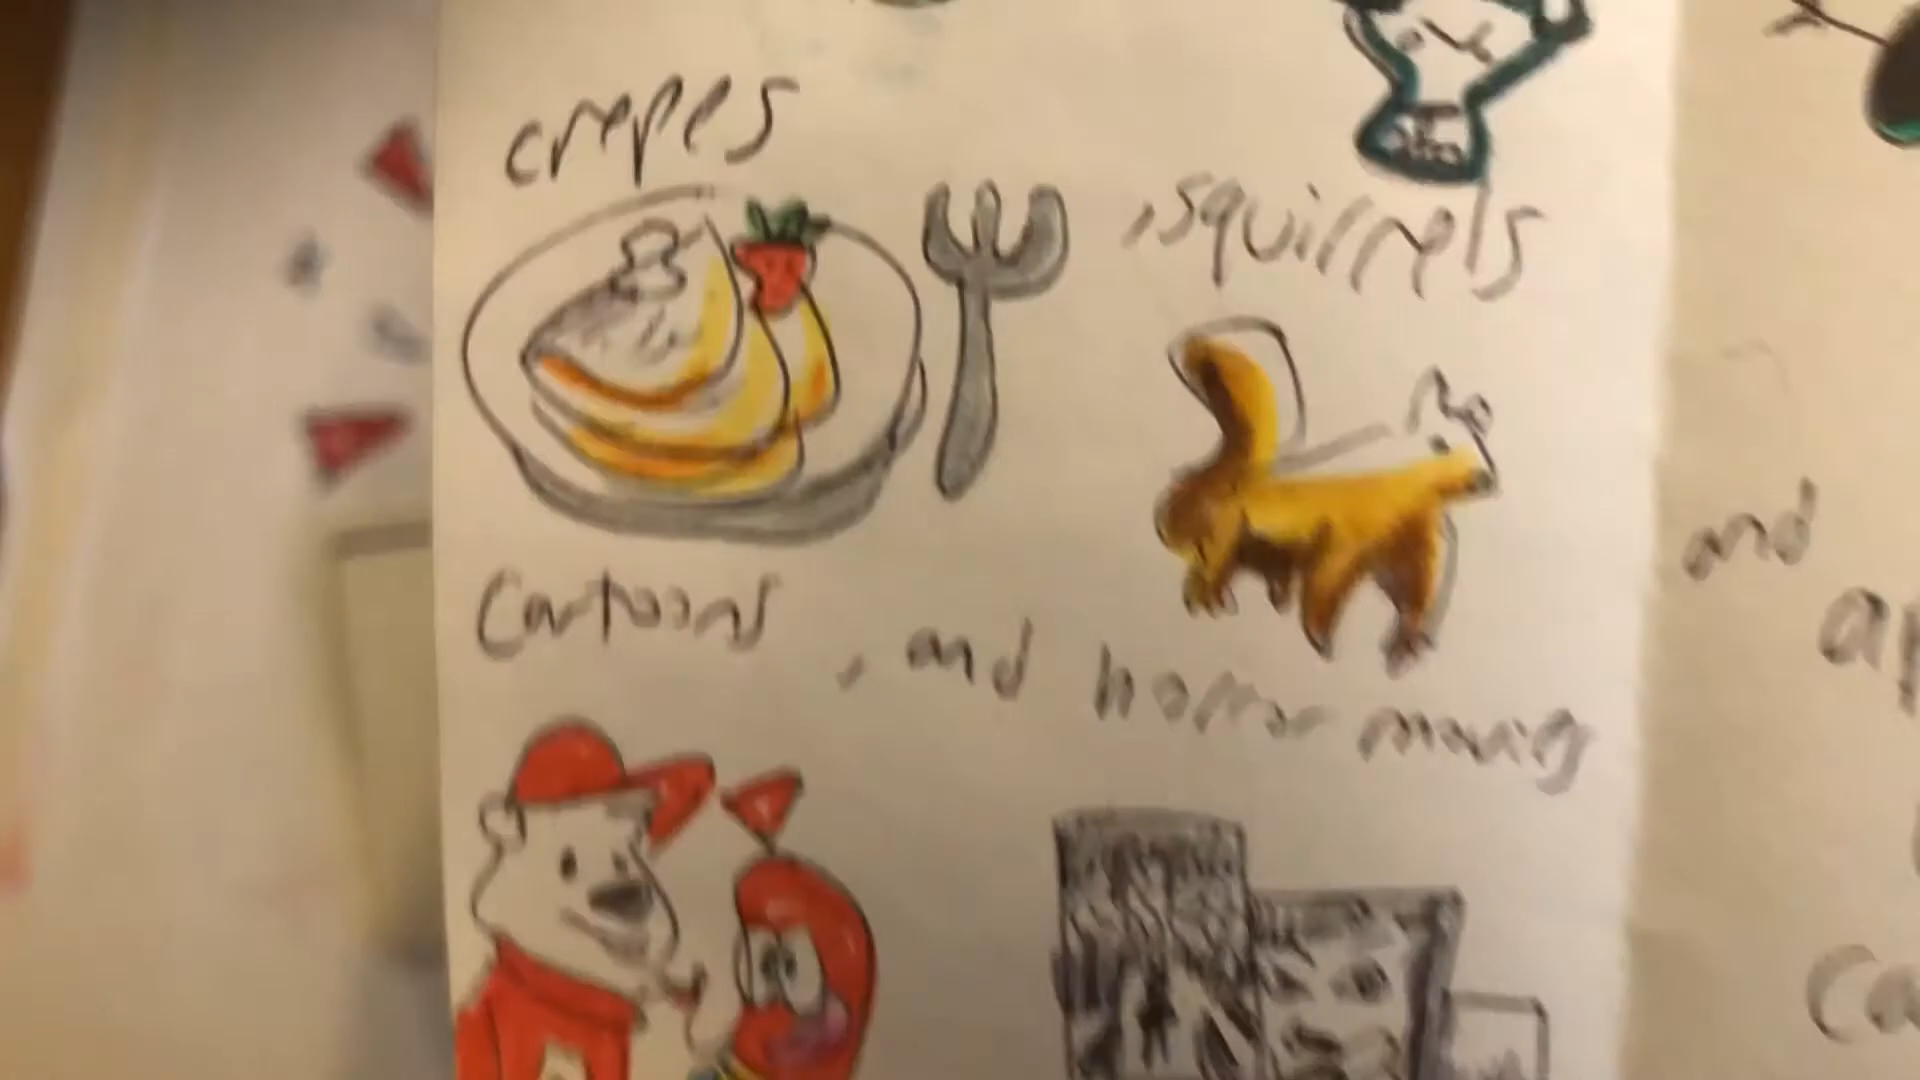 crepes
, squirrels
Cartoons
, and horror movies
and